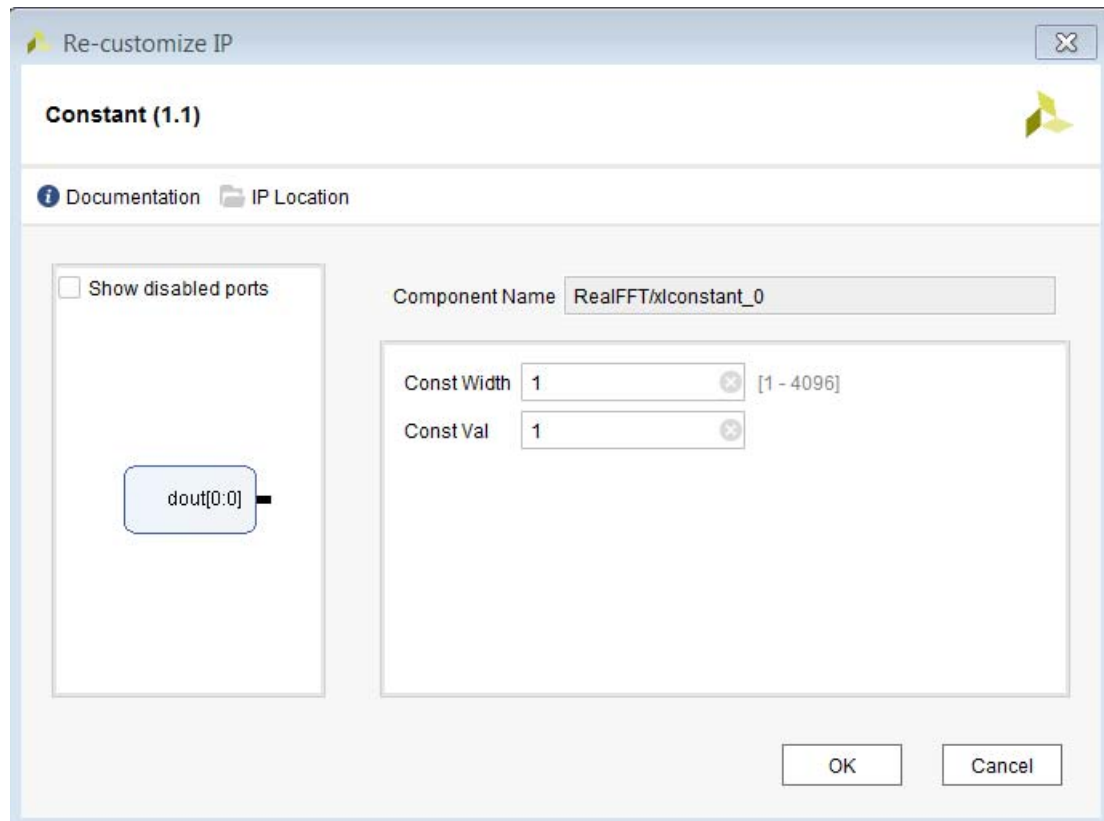 Re-customize IP
Constant (1.1)
Documentation IP Location
Show disabled ports
dout[0:0]
Component Name RealFFT/xlconstant_0
Const Width 1 [1 - 4096]
Const Val 1
OK Cancel